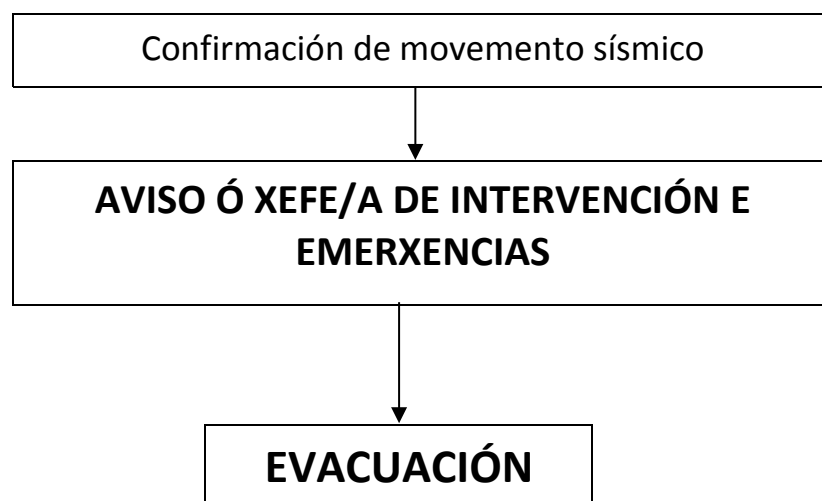 Confirmación de movemento sísmico
AVISO Ó XEFE/A DE INTERVENCIÓN E
EMERXENCIAS
EVACUACIÓN